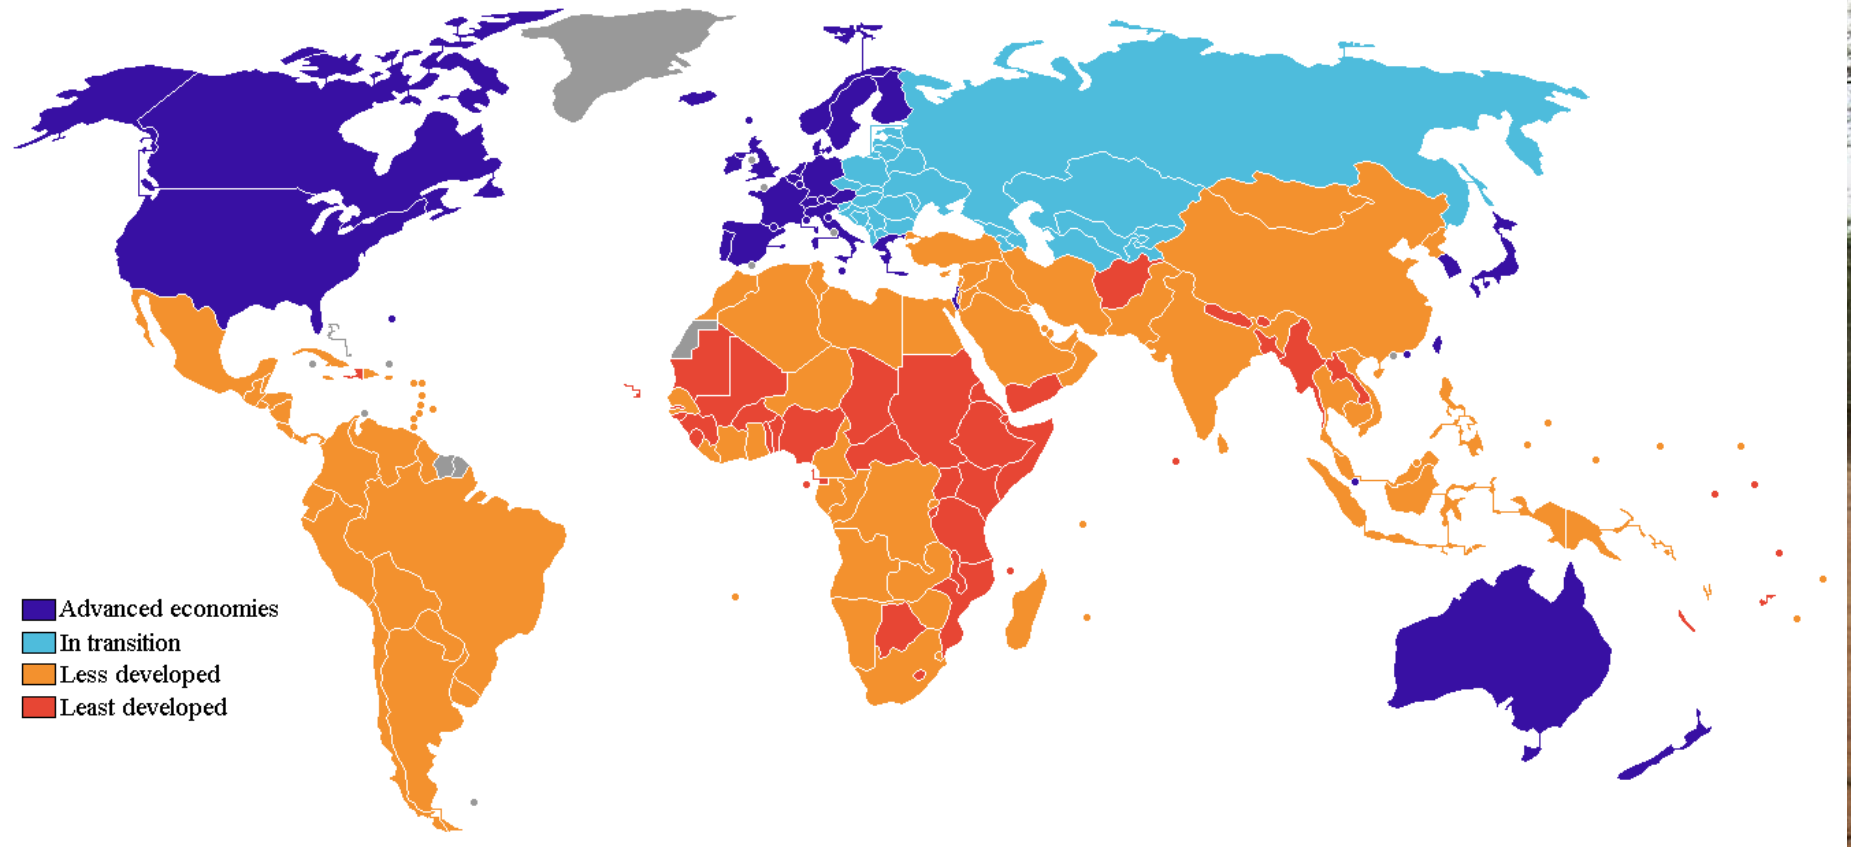 Advanced economies
In transition
Less developed
Least developed